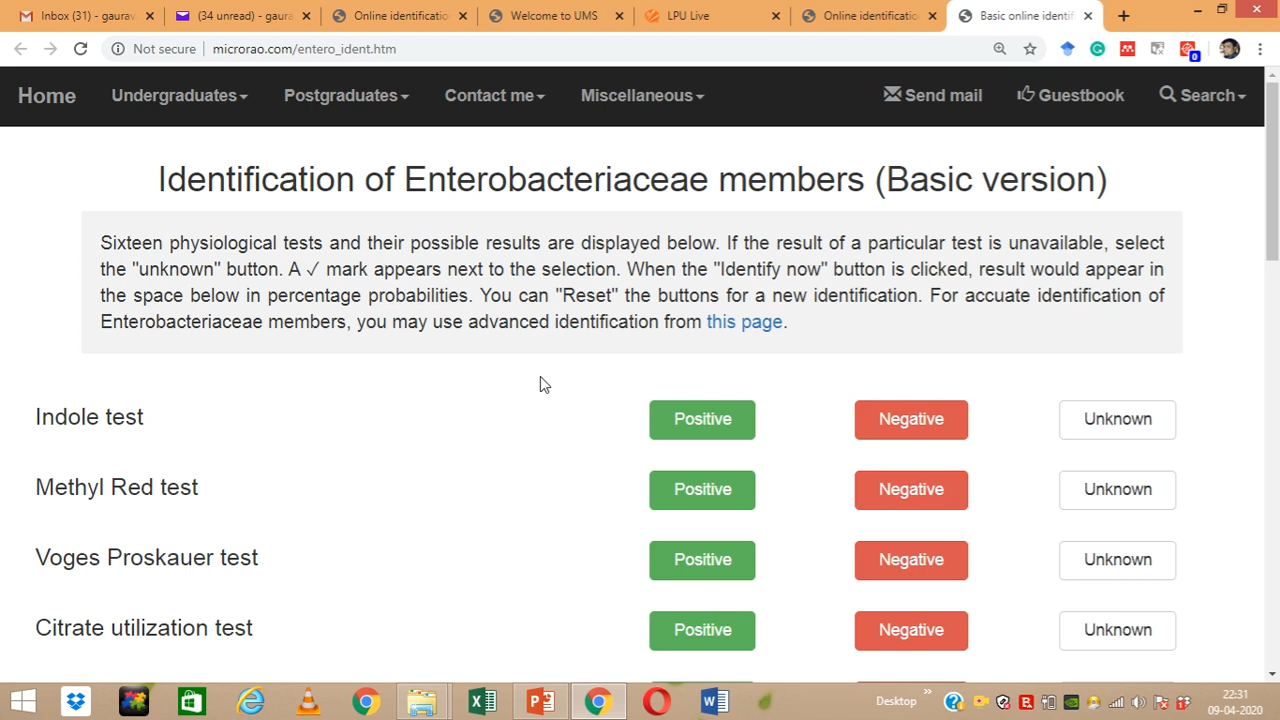 Inbox (31) - gaurav
(34 unread) - gaura
Online identificatio
Welcome to UMS
LPU Live
Online identificatio
Basic online identif
Not secure
microrao.com/entero_ident.htm
0
Home
Undergraduates
Postgraduates
Contact me
Miscellaneous
Send mail
Guestbook
Search
Identification of Enterobacteriaceae members (Basic version)
Sixteen physiological tests and their possible results are displayed below. If the result of a particular test is unavailable, select
the "unknown" button. A ✓ mark appears next to the selection. When the "Identify now" button is clicked, result would appear in
the space below in percentage probabilities. You can "Reset" the buttons for a new identification. For accuate identification of
Enterobacteriaceae members, you may use advanced identification from this page.
Indole test Positive Negative Unknown
Methyl Red test Positive Negative Unknown
Voges Proskauer test Positive Negative Unknown
Citrate utilization test Positive Negative Unknown
Desktop
22:31
09-04-2020